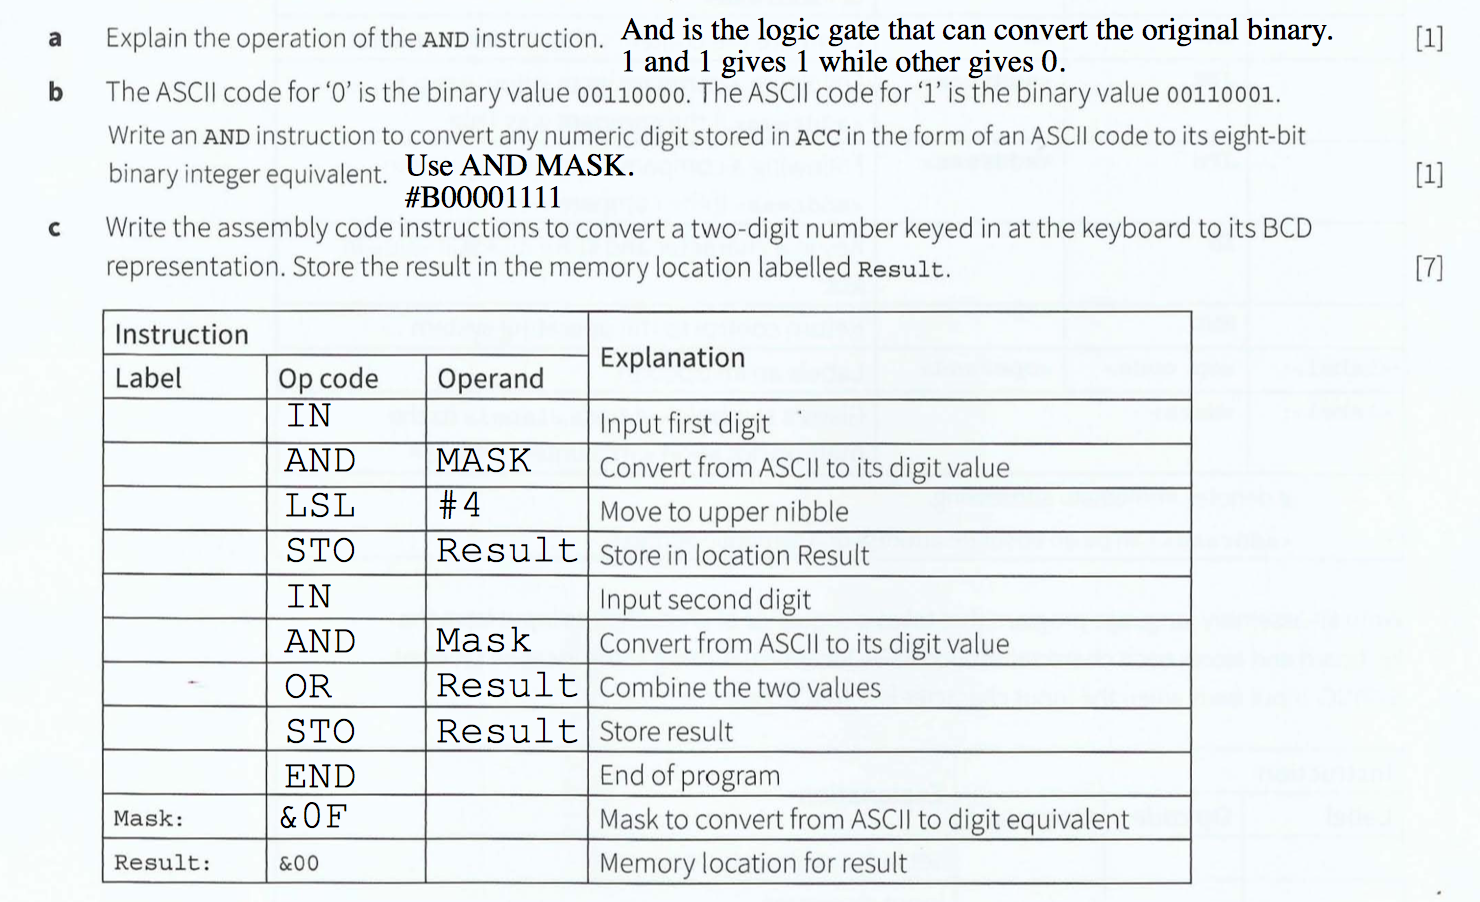 a Explain the operation of the AND instruction. And is the logic gate that can convert the original binary. [1]
1 and 1 gives 1 while other gives 0.
b The ASCII code for ‘0’ is the binary value 00110000. The ASCII code for ‘1’ is the binary value 00110001.
Write an AND instruction to convert any numeric digit stored in ACC in the form of an ASCII code to its eight-bit
binary integer equivalent. Use AND MASK. [1]
#B00001111
c Write the assembly code instructions to convert a two-digit number keyed in at the keyboard to its BCD
representation. Store the result in the memory location labelled Result. [7]
Instruction Explanation
Label Op code Operand
IN Input first digit
AND MASK Convert from ASCII to its digit value
LSL #4 Move to upper nibble
STO Result Store in location Result
IN Input second digit
AND Mask Convert from ASCII to its digit value
OR Result Combine the two values
STO Result Store result
END End of program
Mask: &0F Mask to convert from ASCII to digit equivalent
Result: &00 Memory location for result